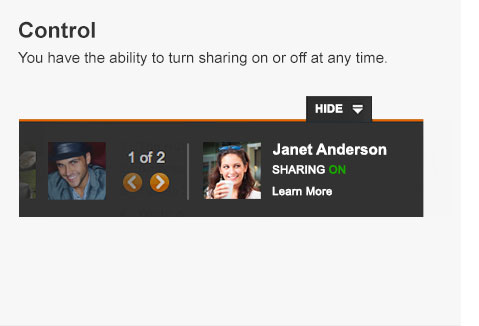 Control
You have the ability to turn sharing on or off at any time.
HIDE
1 of 2
Janet Anderson
SHARING ON
Learn More